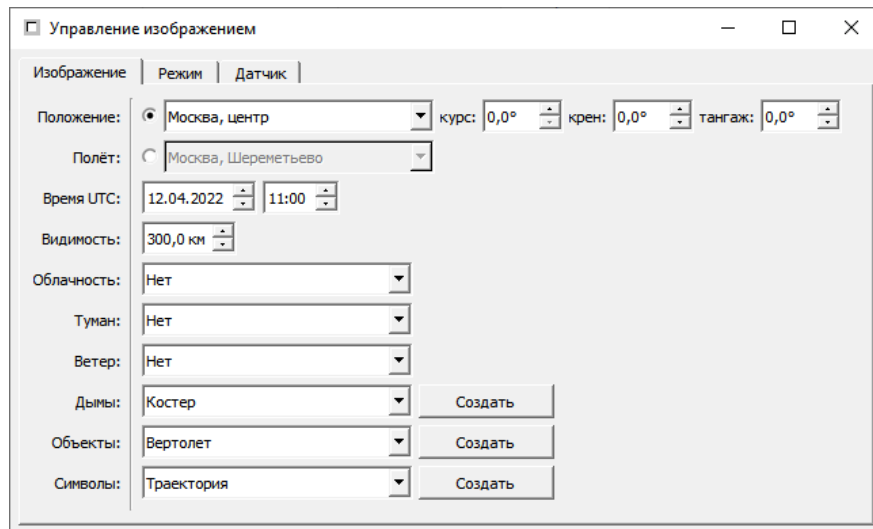 Управление изображением
Изображение Режим Датчик
Положение: Москва, центр курс: 0,0° крен: 0,0° тангаж: 0,0°
Полёт: Москва, Шереметьево
Время UTC: 12.04.2022 11:00
Видимость: 300,0 км
Облачность: Нет
Туман: Нет
Ветер: Нет
Дымы: Костер Создать
Объекты: Вертолет Создать
Символы: Траектория Создать